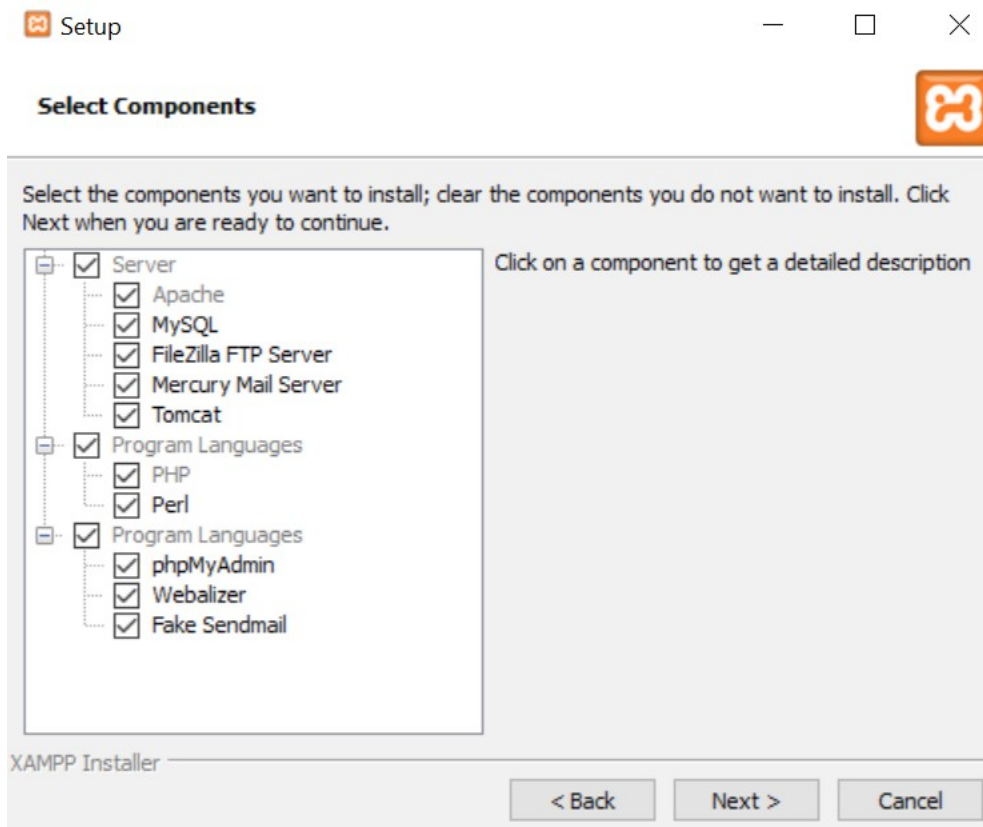 Setup
Select Components
Select the components you want to install; clear the components you do not want to install. Click
Next when you are ready to continue.
Server
Apache
MySQL
FileZilla FTP Server
Mercury Mail Server
Tomcat
Program Languages
PHP
Perl
Program Languages
phpMyAdmin
Webalizer
Fake Sendmail
Click on a component to get a detailed description
XAMPP Installer
< Back
Next >
Cancel